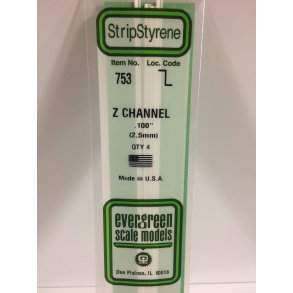 StripStyrene
Item No. Loc. Code
753
Z CHANNEL
.100"
(2.5mm)
QTY 4
Made in U.S.A.
evergreen
scale models
Des Plaines, IL 60018